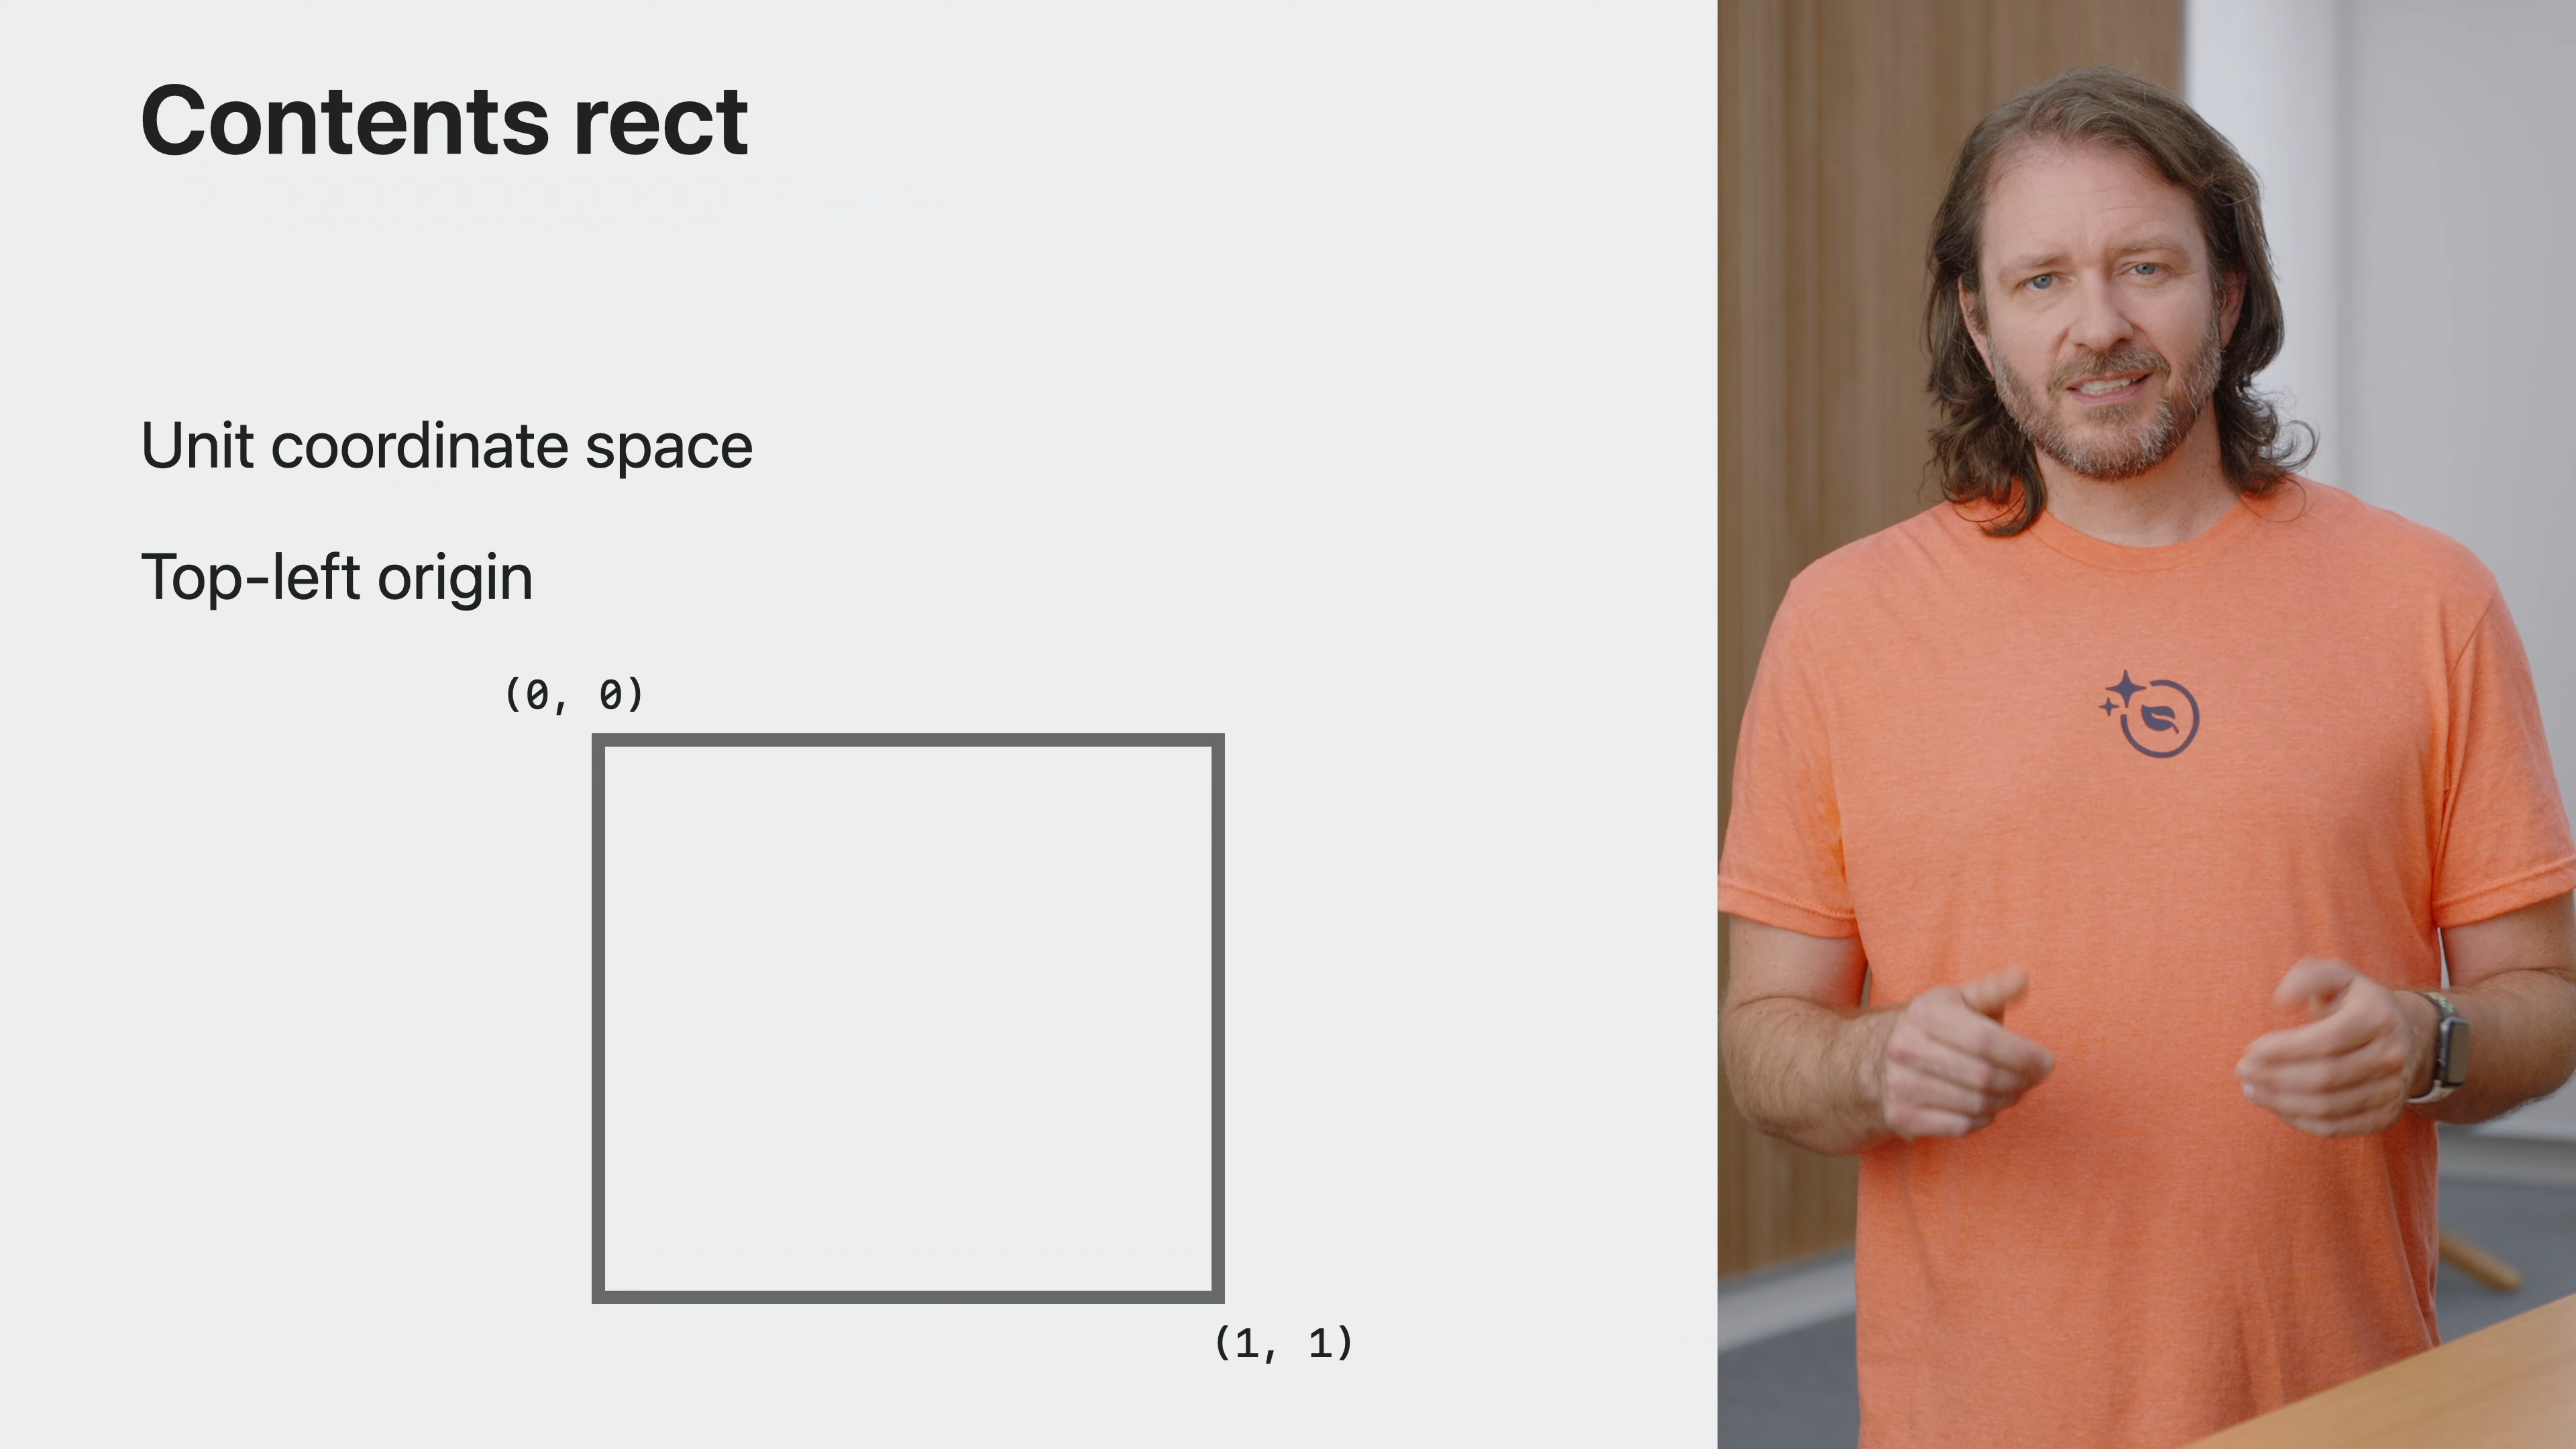 Contents rect
Unit coordinate space
Top-left origin
(0, 0)
(1, 1)